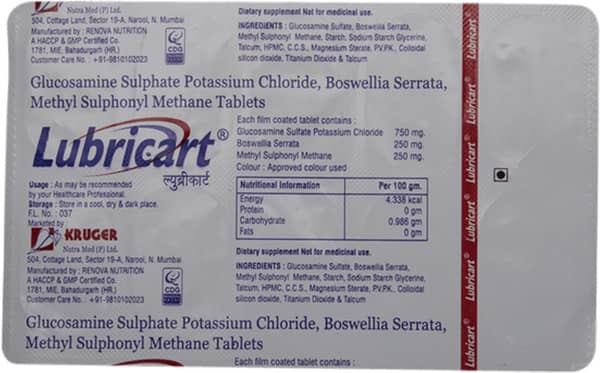 Nutra Med (P) Ltd.
504, Cottage Land, Sector 19-A, Narool, N. Mumbai
Manufactured by : RENOVA NUTRITION
A HACCP & GMP Certified Co.
1781, MIE, Bahadurgarh (HR.)
Customer Care No. : +91-9810102023
CDG
Dietary supplement Not for medicinal use.
INGREDIENTS : Glucosamine Sulfate, Boswellia Serrata,
Methyl Sulphonyl Methane, Starch, Sodium Starch Glycerine,
Talcum, HPMC, C.C.S., Magnesium Sterate, P.V.P.K., Colliodal
silicon dioxide, Titanium Dioxide & Talcum
Glucosamine Sulphate Potassium Chloride, Boswellia Serrata,
Methyl Sulphonyl Methane Tablets
Lubricart®
ल्युब्रीकार्ट
Each film coated tablet contains :
Glucosamine Sulfate Potassium Chloride 750 mg.
Boswellia Serrata 250 mg.
Methyl Sulphonyl Methane 250 mg.
Colour : Approved colour used
Usage : As may be recommended
by your Healthcare Professional.
Storage : Store in a cool, dry & dark place.
F.L. No. : 037
Marketed by :
KRUGER
Nutra Med (P) Ltd.
504, Cottage Land, Sector 19-A, Narool, N. Mumbai
Manufactured by : RENOVA NUTRITION
A HACCP & GMP Certified Co.
1781, MIE, Bahadurgarh (HR.)
Customer Care No. : +91-9810102023
CDG
Nutritional Information Per 100 gm.
Energy 4.338 kcal
Protein 0 gm
Carbohydrate 0.986 gm
Fats 0 gm
Dietary supplement Not for medicinal use.
INGREDIENTS : Glucosamine Sulfate, Boswellia Serrata,
Methyl Sulphonyl Methane, Starch, Sodium Starch Glycerine,
Talcum, HPMC, C.C.S., Magnesium Sterate, P.V.P.K., Colliodal
silicon dioxide, Titanium Dioxide & Talcum
Glucosamine Sulphate Potassium Chloride, Boswellia Serrata,
Methyl Sulphonyl Methane Tablets
Each film coated tablet contains :
Lubricart®
Lubricart®
Lubricart®
Lubricart®
Lubricart®
Lubricart®